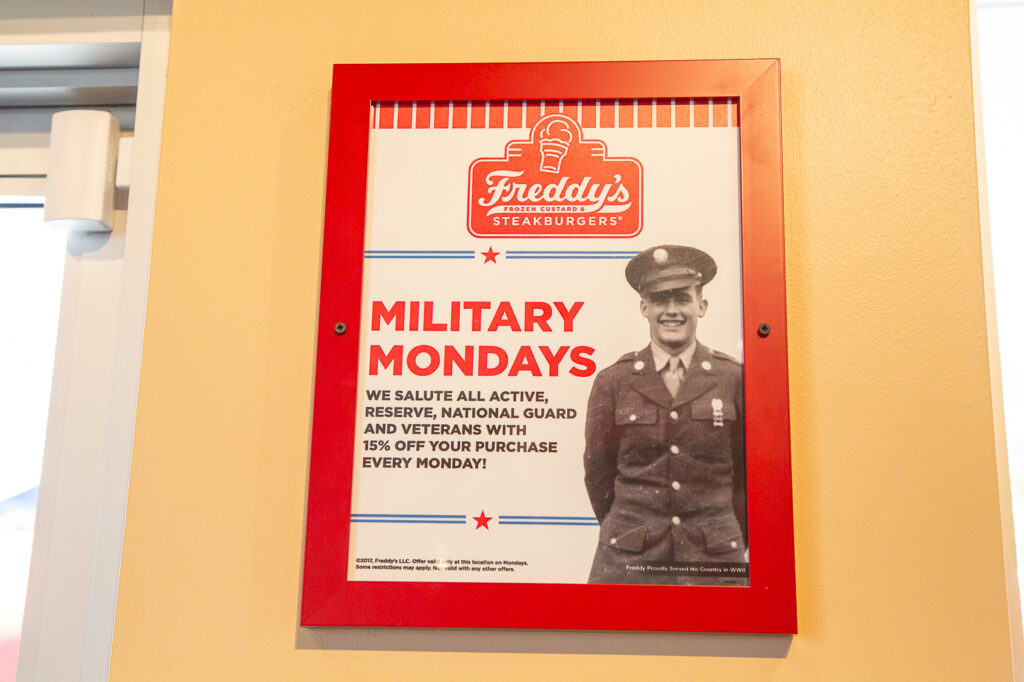 Freddy's
FROZEN CUSTARD &
STEAKBURGERS®
MILITARY
MONDAYS
WE SALUTE ALL ACTIVE,
RESERVE, NATIONAL GUARD
AND VETERANS WITH
15% OFF YOUR PURCHASE
EVERY MONDAY!
©2017, Freddy's LLC. Offer valid only at this location on Mondays.
Some restrictions may apply. Not valid with any other offers.
Freddy Proudly Served His Country in WWII